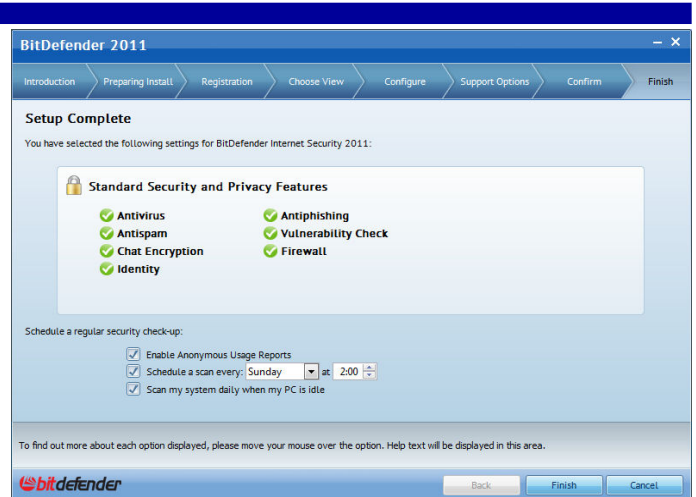 BitDefender 2011
Introduction Preparing Install Registration Choose View Configure Support Options Confirm Finish
Setup Complete
You have selected the following settings for BitDefender Internet Security 2011:
Standard Security and Privacy Features
Antivirus Antiphishing
Antispam Vulnerability Check
Chat Encryption Firewall
Identity
Schedule a regular security check-up:
Enable Anonymous Usage Reports
Schedule a scan every: Sunday at 2:00
Scan my system daily when my PC is idle
To find out more about each option displayed, please move your mouse over the option. Help text will be displayed in this area.
bitdefender Back Finish Cancel